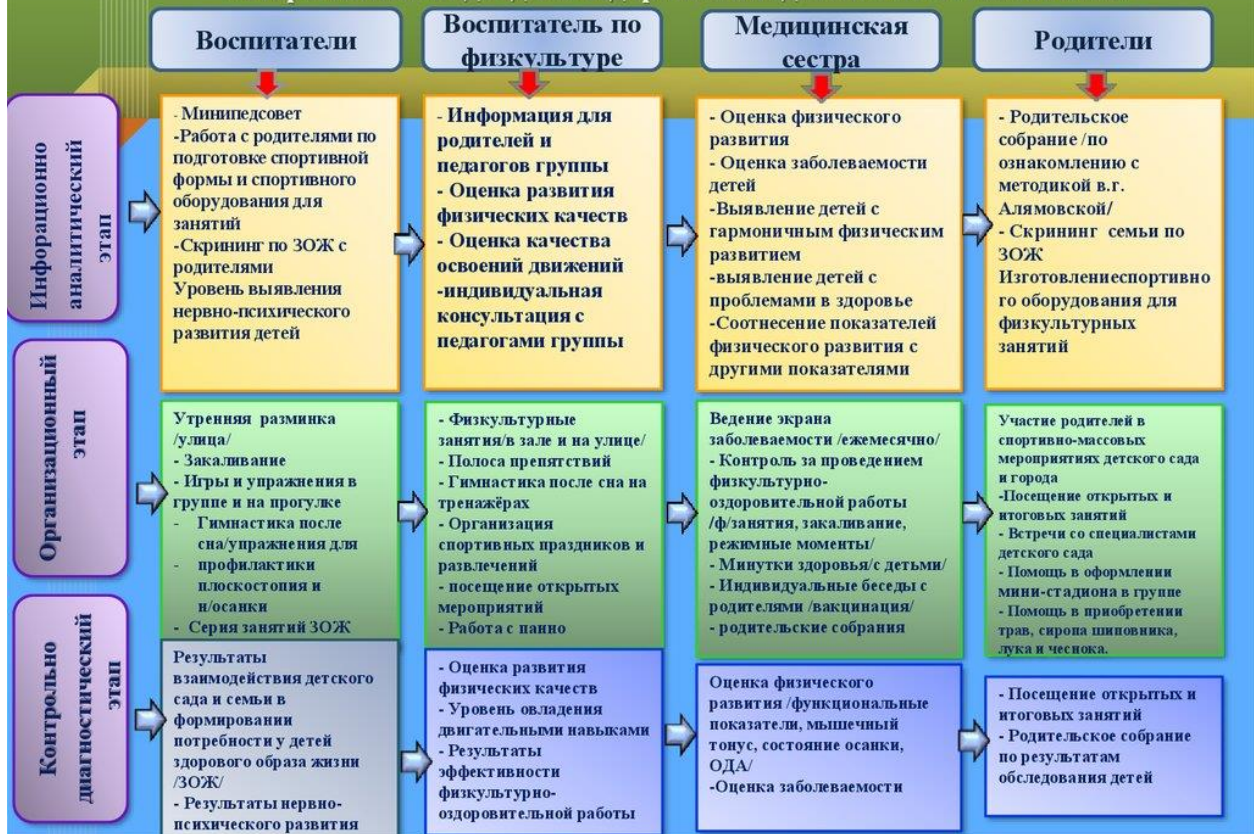 Воспитатели
Воспитатель по
физкультуре
Медицинская
сестра
Родители
Инфорационно
аналитический
этап
- Минипедсовет
-Работа с родителями по
подготовке спортивной
формы и спортивного
оборудования для
занятий
-Скрининг по ЗОЖ с
родителями
Уровень выявления
нервно-психического
развития детей
- Информация для
родителей и
педагогов группы
- Оценка развития
физических качеств
- Оценка качества
освоений движений
-индивидуальная
консультация с
педагогами группы
- Оценка физического
развития
- Оценка заболеваемости
детей
-Выявление детей с
гармоничным физическим
развитием
-выявление детей с
проблемами в здоровье
-Соотнесение показателей
физического развития с
другими показателями
- Родительское
собрание /по
ознакомлению с
методикой в.г.
Алямовской/
- Скрининг семьи по
ЗОЖ
Изготовлениеспортивно
го оборудования для
физкультурных
занятий
Организационный
этап
Утренняя разминка
/улица/
- Закаливание
- Игры и упражнения в
группе и на прогулке
- Гимнастика после
сна/упражнения для
- профилактики
плоскостопия и
н/осанки
- Серия занятий ЗОЖ
- Физкультурные
занятия/в зале и на улице/
- Полоса препятствий
- Гимнастика после сна на
тренажёрах
- Организация
спортивных праздников и
развлечений
- посещение открытых
мероприятий
- Работа с панно
Ведение экрана
заболеваемости /ежемесячно/
- Контроль за проведением
физкультурно-
оздоровительной работы
/ф/занятия, закаливание,
режимные моменты/
- Минутки здоровья/с детьми/
- Индивидуальные беседы с
родителями /вакцинация/
- родительские собрания
Участие родителей в
спортивно-массовых
мероприятиях детского сада
и города
-Посещение открытых и
итоговых занятий
- Встречи со специалистами
детского сада
- Помощь в оформлении
мини-стадиона в группе
- Помощь в приобретении
трав, сиропа шиповника,
лука и чеснока.
Контрольно
диагностический
этап
Результаты
взаимодействия детского
сада и семьи в
формировании
потребности у детей
здорового образа жизни
/ЗОЖ/
- Результаты нервно-
психического развития
- Оценка развития
физических качеств
- Уровень овладения
двигательными навыками
- Результаты
эффективности
физкультурно-
оздоровительной работы
Оценка физического
развития /функциональные
показатели, мышечный
тонус, состояние осанки,
ОДА/
-Оценка заболеваемости
- Посещение открытых и
итоговых занятий
- Родительское собрание
по результатам
обследования детей